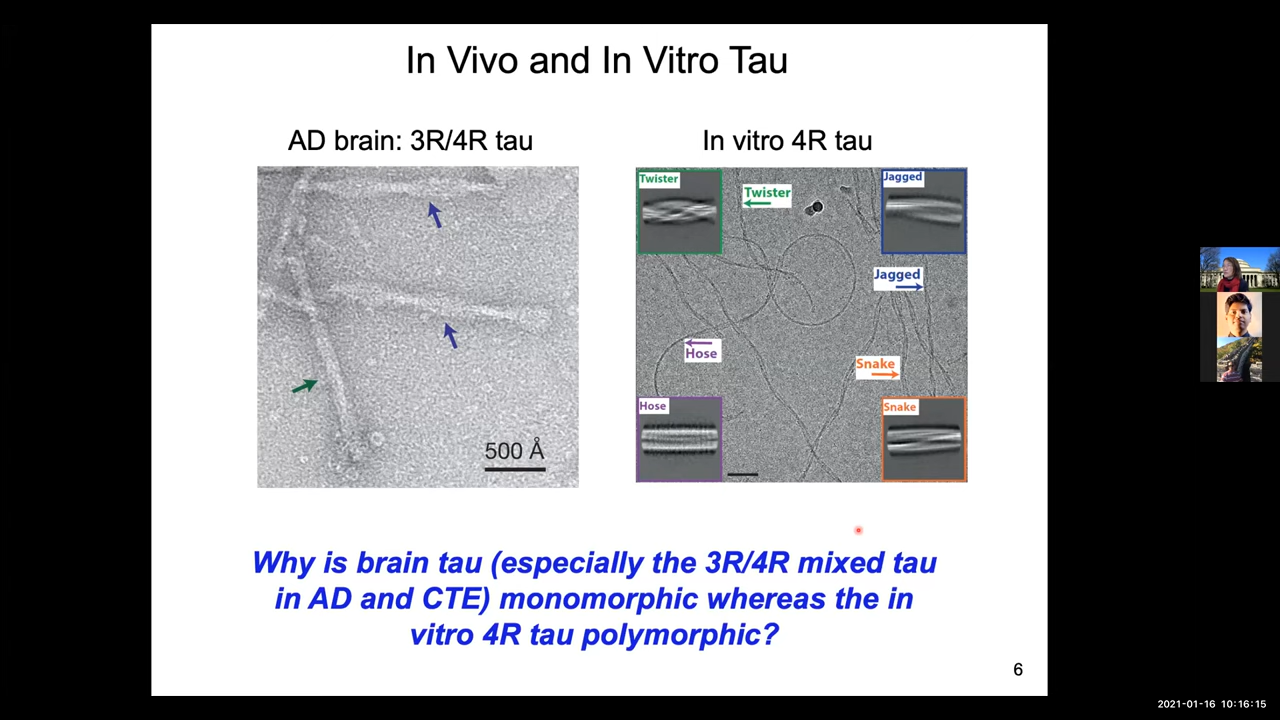 In Vivo and In Vitro Tau
AD brain: 3R/4R tau
In vitro 4R tau
500 Å
Twister
Twister
Jagged
Jagged
Hose
Snake
Hose
Snake
Why is brain tau (especially the 3R/4R mixed tau
in AD and CTE) monomorphic whereas the in
vitro 4R tau polymorphic?
6
2021-01-16 10:16:15